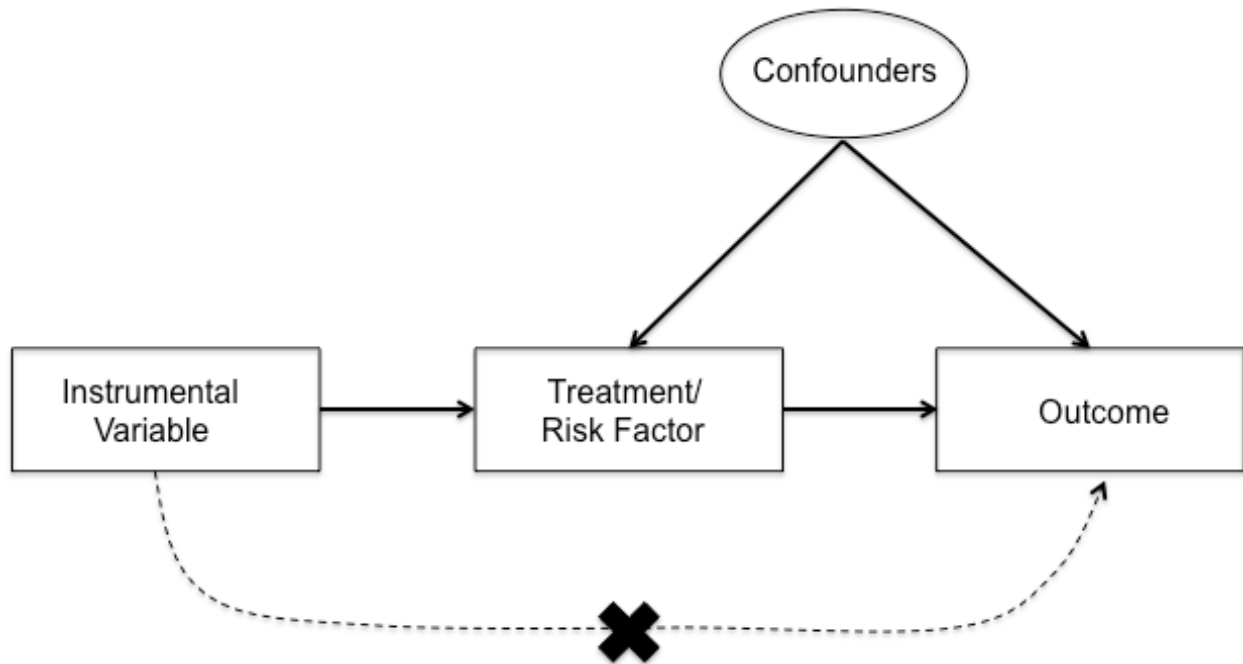 Confounders
Instrumental
Variable
Treatment/
Risk Factor
Outcome